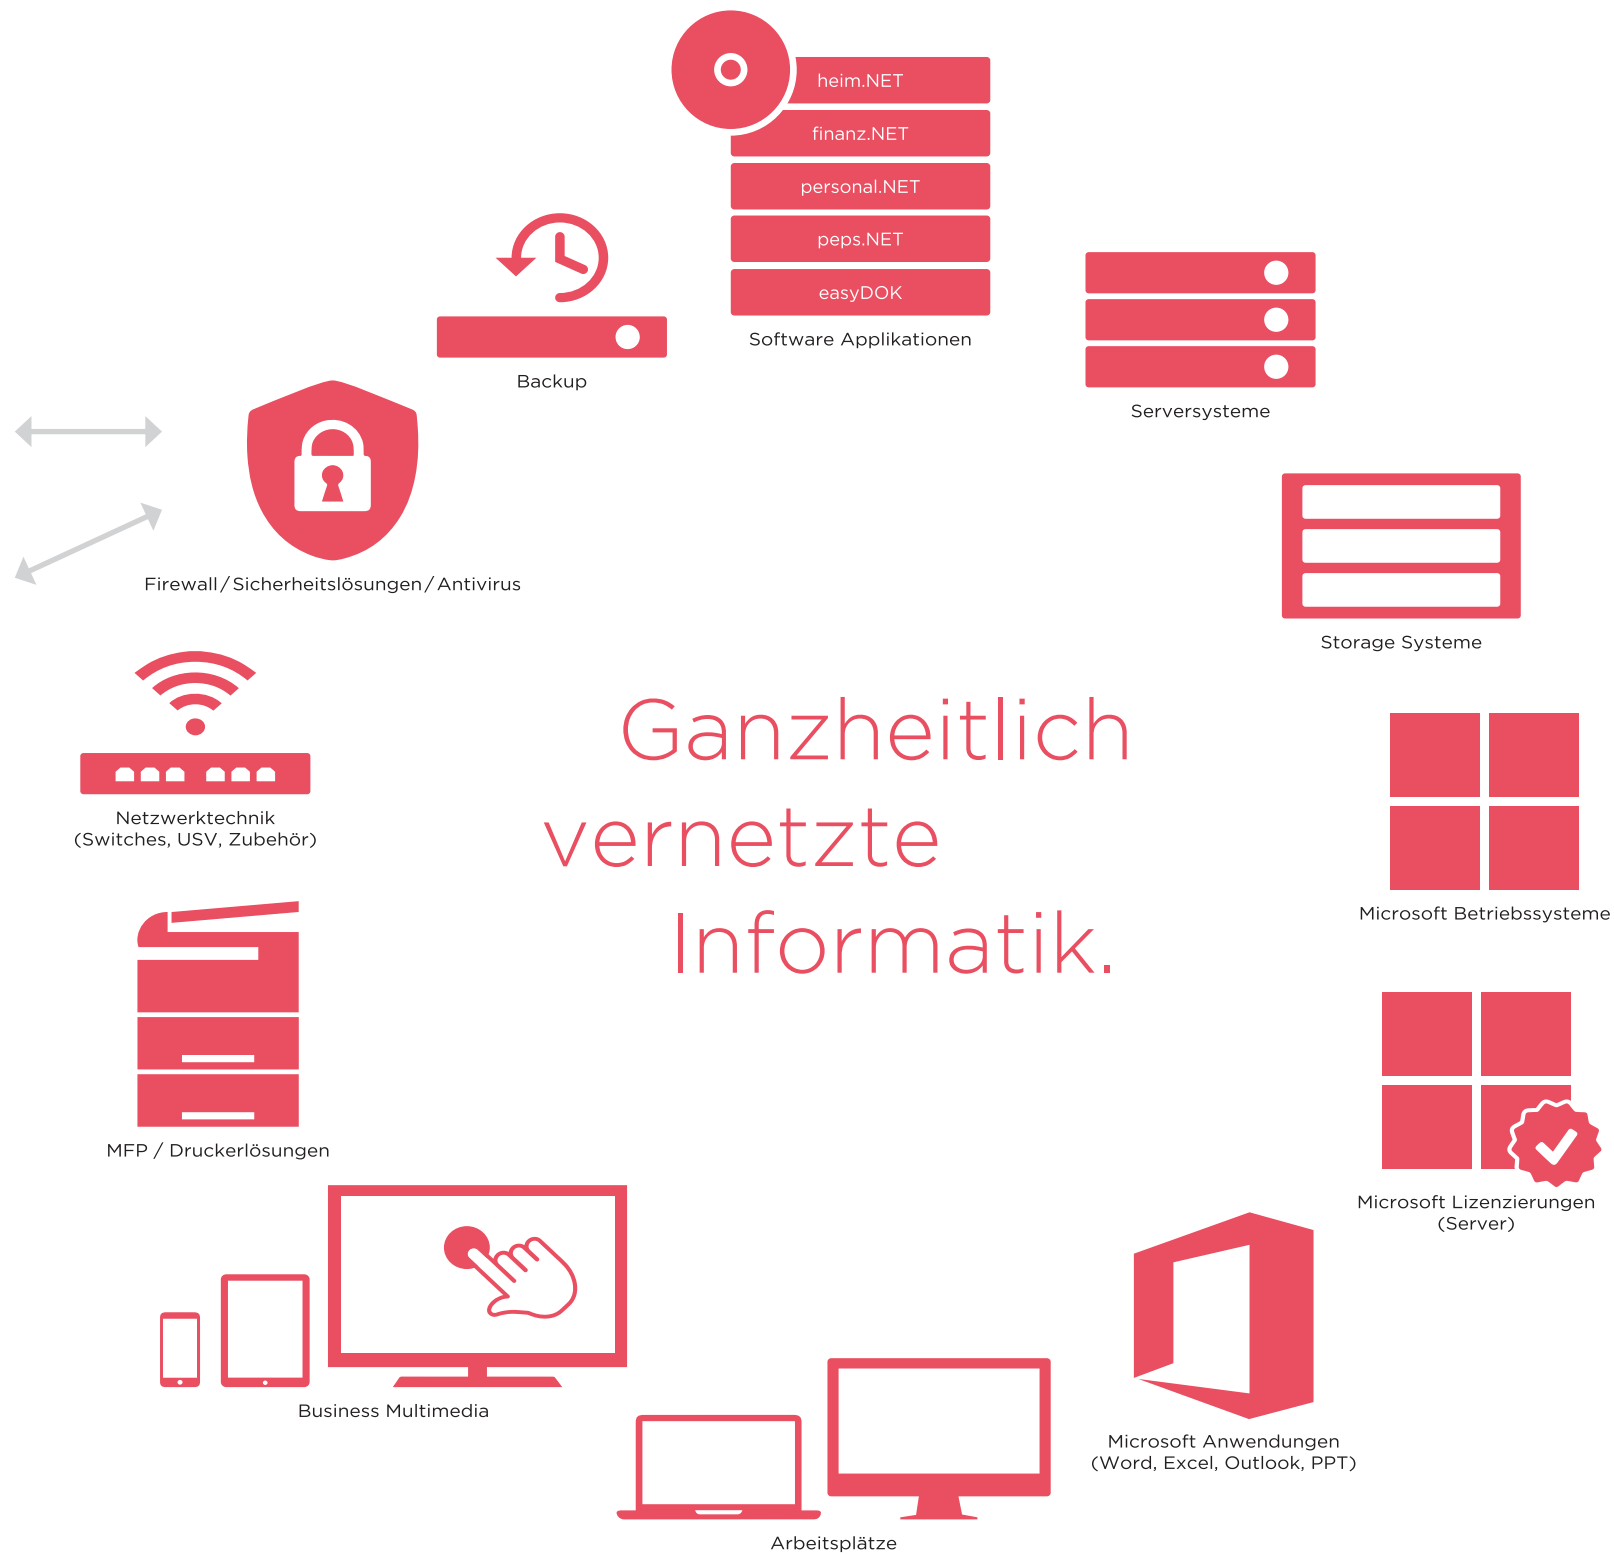 heim.NET
finanz.NET
personal.NET
peps.NET
easyDOK
Software Applikationen
Backup
Serversysteme
Firewall/Sicherheitslösungen/Antivirus
Storage Systeme
Netzwerktechnik
(Switches, USV, Zubehör)
Ganzheitlich
vernetzte
Informatik.
Microsoft Betriebssysteme
MFP / Druckerlösungen
Microsoft Lizenzierungen
(Server)
Business Multimedia
Microsoft Anwendungen
(Word, Excel, Outlook, PPT)
Arbeitsplätze